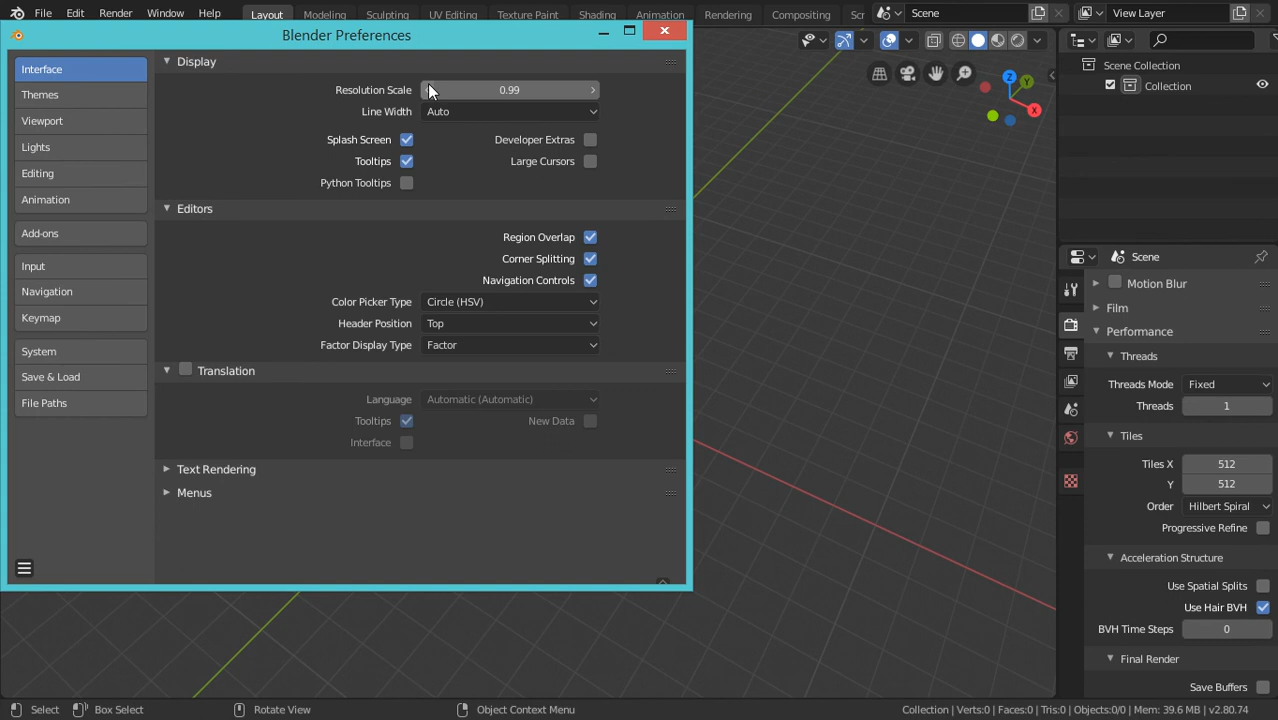 File Edit Render Window Help Layout Modeling Sculpting UV Editing Texture Paint Shading Animation Rendering Compositing Scr Scene View Layer
Blender Preferences
Interface
Themes
Viewport
Lights
Editing
Animation
Add-ons
Input
Navigation
Keymap
System
Save & Load
File Paths
Display
Resolution Scale 0.99
Line Width Auto
Splash Screen Developer Extras
Tooltips Large Cursors
Python Tooltips
Editors
Region Overlap
Corner Splitting
Navigation Controls
Color Picker Type Circle (HSV)
Header Position Top
Factor Display Type Factor
Translation
Language Automatic (Automatic)
Tooltips New Data
Interface
Text Rendering
Menus
Z
Y
X
Scene Collection
Collection
Scene
Motion Blur
Film
Performance
Threads
Threads Mode Fixed
Threads 1
Tiles
Tiles X 512
Y 512
Order Hilbert Spiral
Progressive Refine
Acceleration Structure
Use Spatial Splits
Use Hair BVH
BVH Time Steps 0
Final Render
Save Buffers
Select Box Select Rotate View Object Context Menu Collection | Verts:0 | Faces:0 | Tris:0 | Objects:0/0 | Mem: 39.6 MB | v2.80.74